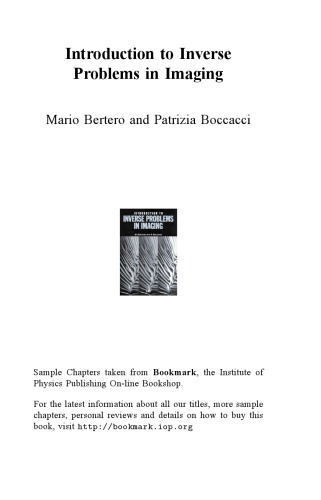 Introduction to Inverse
Problems in Imaging
Mario Bertero and Patrizia Boccacci
INTRODUCTION TO
INVERSE PROBLEMS
IN IMAGING
Sample Chapters taken from Bookmark, the Institute of
Physics Publishing On-line Bookshop.
For the latest information about all our titles, more sample
chapters, personal reviews and details on how to buy this
book, visit http://bookmark.iop.org